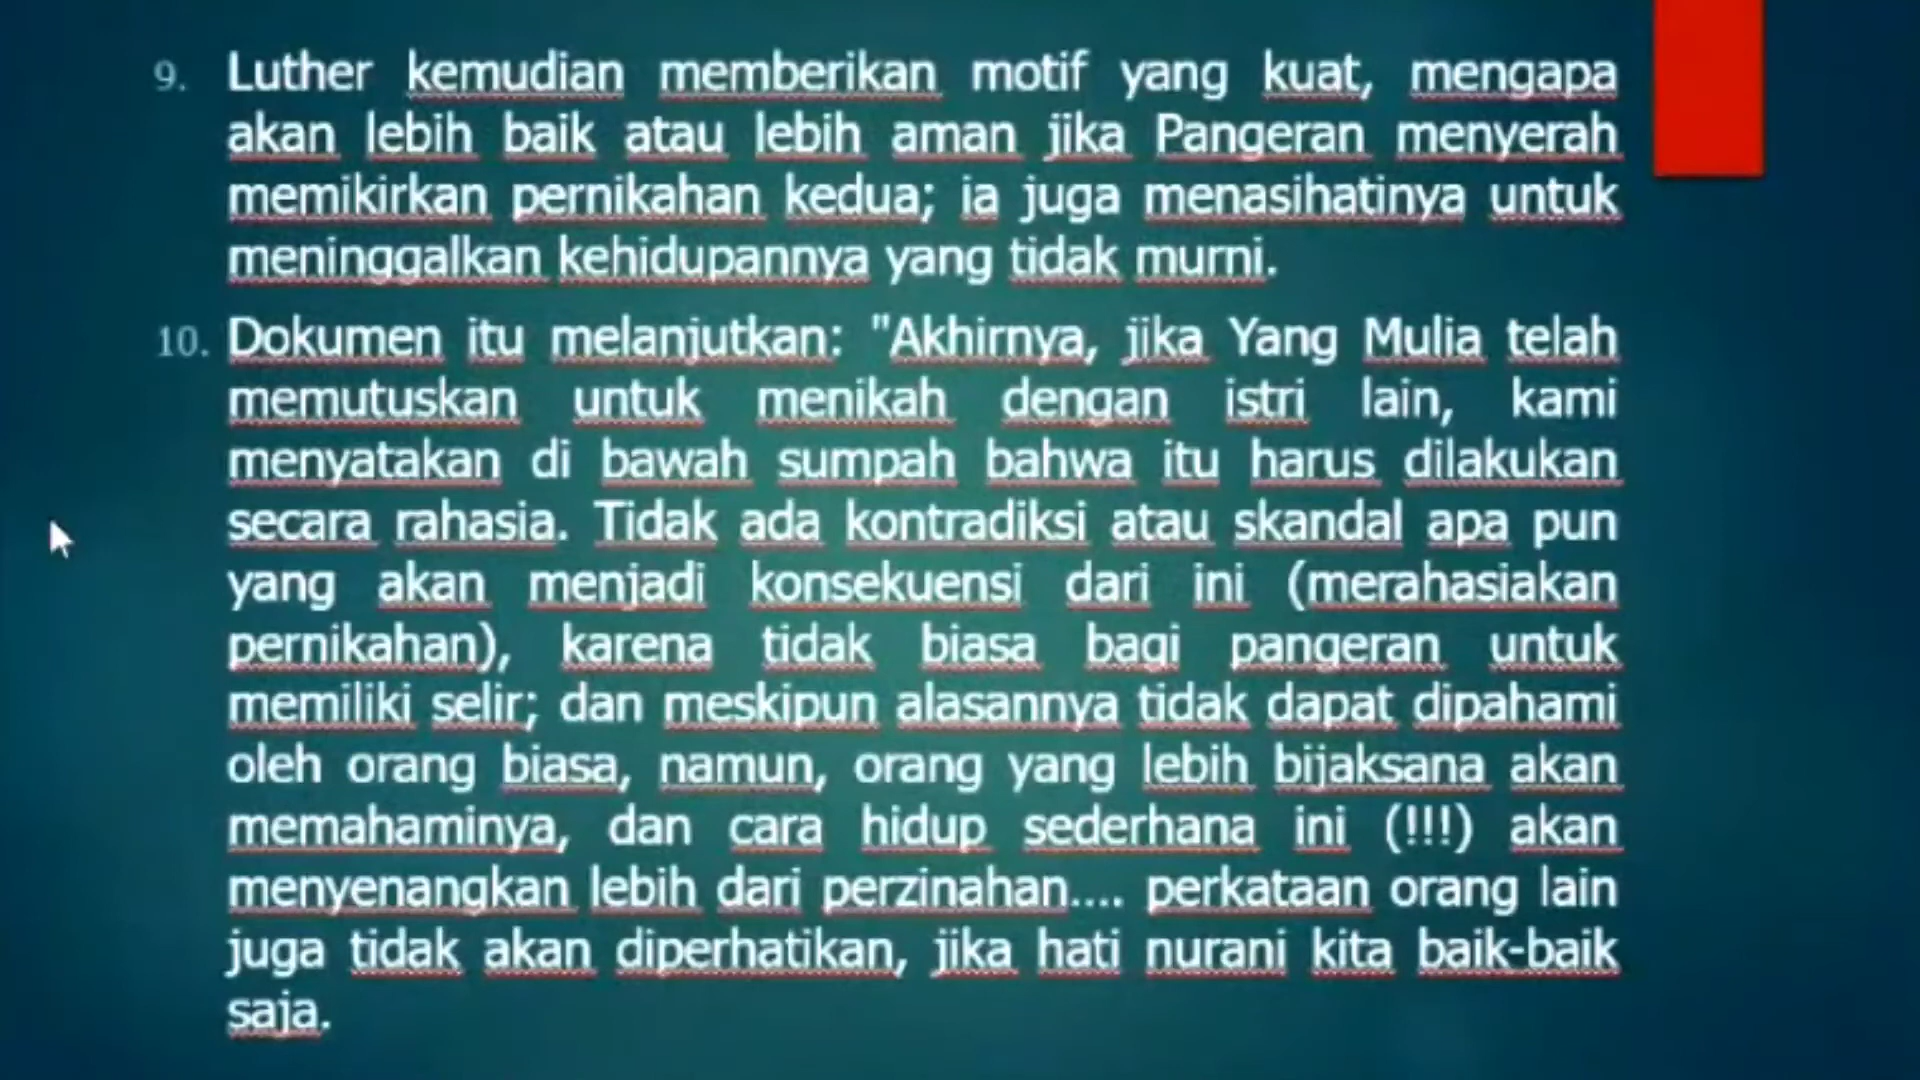 9. Luther kemudian memberikan motif yang kuat, mengapa
akan lebih baik atau lebih aman jika Pangeran menyerah
memikirkan pernikahan kedua; ia juga menasihatinya untuk
meninggalkan kehidupannya yang tidak murni.
10. Dokumen itu melanjutkan: "Akhirnya, jika Yang Mulia telah
memutuskan untuk menikah dengan istri lain, kami
menyatakan di bawah sumpah bahwa itu harus dilakukan
secara rahasia. Tidak ada kontradiksi atau skandal apa pun
yang akan menjadi konsekuensi dari ini (merahasiakan
pernikahan), karena tidak biasa bagi pangeran untuk
memiliki selir; dan meskipun alasannya tidak dapat dipahami
oleh orang biasa, namun, orang yang lebih bijaksana akan
memahaminya, dan cara hidup sederhana ini (!!!) akan
menyenangkan lebih dari perzinahan.... perkataan orang lain
juga tidak akan diperhatikan, jika hati nurani kita baik-baik
saja.